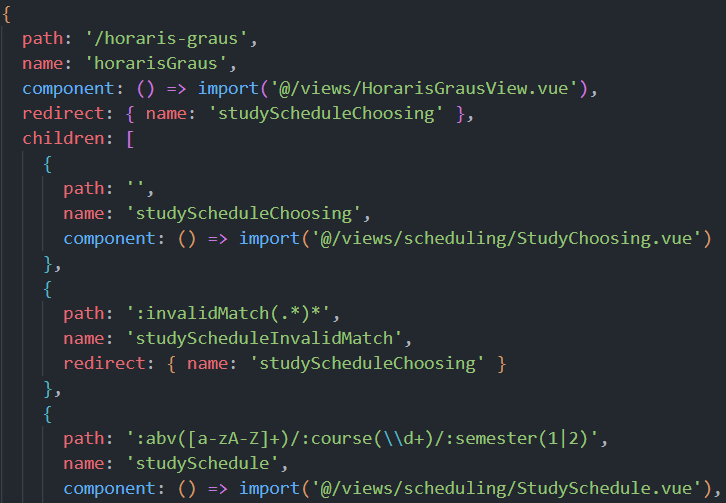 {
  path: '/horaris-graus',
  name: 'horarisGraus',
  component: () => import('@/views/HorarisGrausView.vue'),
  redirect: { name: 'studyScheduleChoosing' },
  children: [
    {
      path: '',
      name: 'studyScheduleChoosing',
      component: () => import('@/views/scheduling/StudyChoosing.vue')
    },
    {
      path: ':invalidMatch(.*)*',
      name: 'studyScheduleInvalidMatch',
      redirect: { name: 'studyScheduleChoosing' }
    },
    {
      path: ':abv([a-zA-Z]+)/:course(\\d+)/:semester(1|2)',
      name: 'studySchedule',
      component: () => import('@/views/scheduling/StudySchedule.vue'),